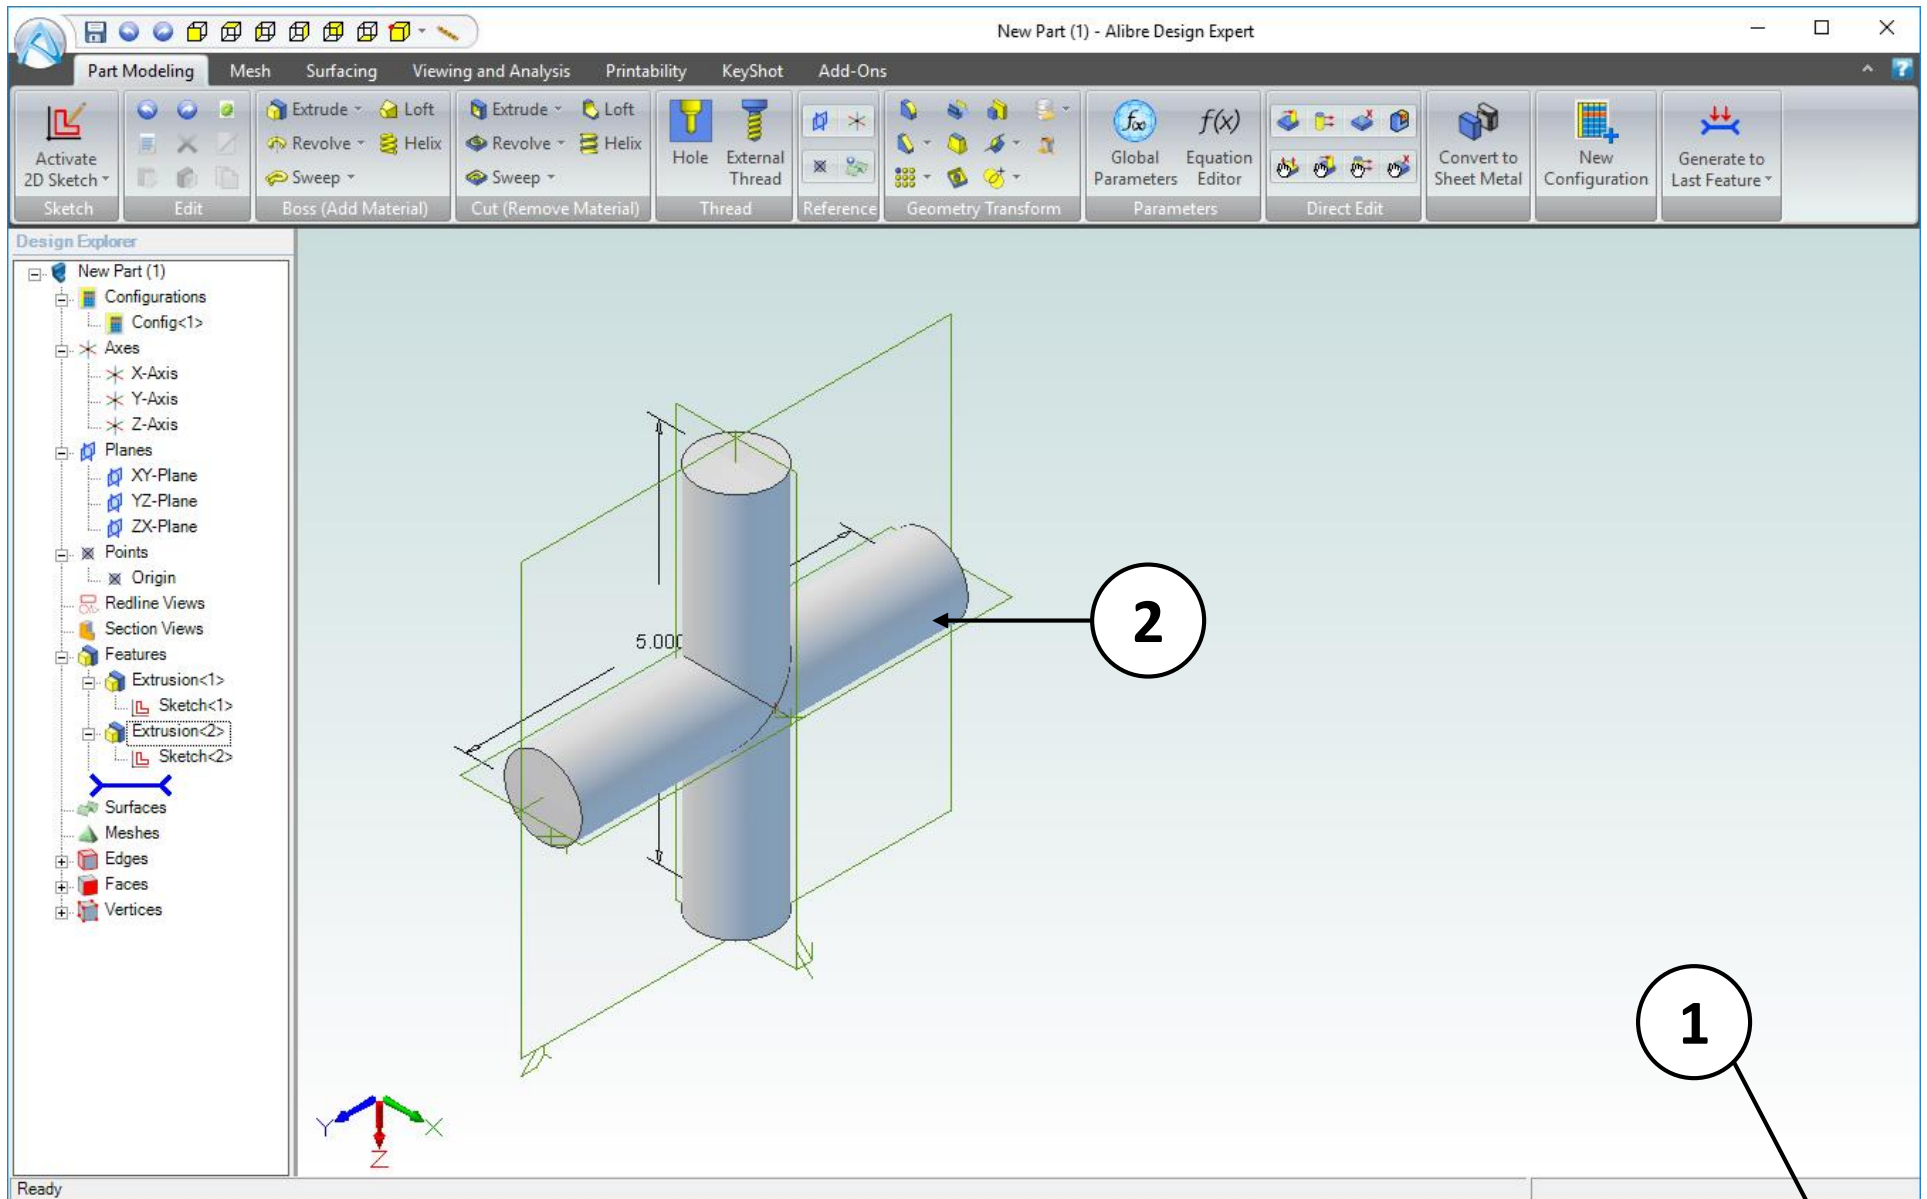 New Part (1) - Alibre Design Expert
Part Modeling Mesh Surfacing Viewing and Analysis Printability KeyShot Add-Ons
Activate
2D Sketch
Sketch
Edit
Extrude Loft
Revolve Helix
Sweep
Boss (Add Material)
Extrude Loft
Revolve Helix
Sweep
Cut (Remove Material)
Hole External
Thread
Thread
Reference
Geometry Transform
f(x)
Global
Parameters
Equation
Editor
Parameters
Direct Edit
Convert to
Sheet Metal
New
Configuration
Generate to
Last Feature
Design Explorer
New Part (1)
Configurations
Config<1>
Axes
X-Axis
Y-Axis
Z-Axis
Planes
XY-Plane
YZ-Plane
ZX-Plane
Points
Origin
Redline Views
Section Views
Features
Extrusion<1>
Sketch<1>
Extrusion<2>
Sketch<2>
Surfaces
Meshes
Edges
Faces
Vertices
5.000
2
1
Y
X
Z
Ready